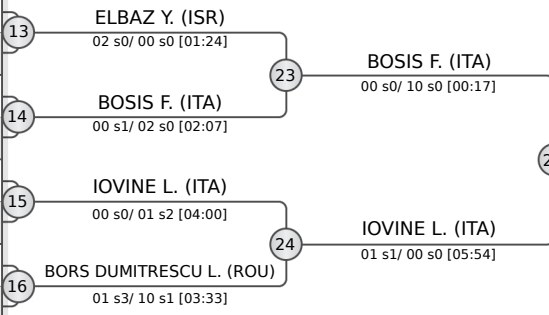 13
ELBAZ Y. (ISR)
02 s0/ 00 s0 [01:24]
23
BOSIS F. (ITA)
00 s0/ 10 s0 [00:17]
14
BOSIS F. (ITA)
00 s1/ 02 s0 [02:07]
15
IOVINE L. (ITA)
00 s0/ 01 s2 [04:00]
24
IOVINE L. (ITA)
01 s1/ 00 s0 [05:54]
16
BORS DUMITRESCU L. (ROU)
01 s3/ 10 s1 [03:33]